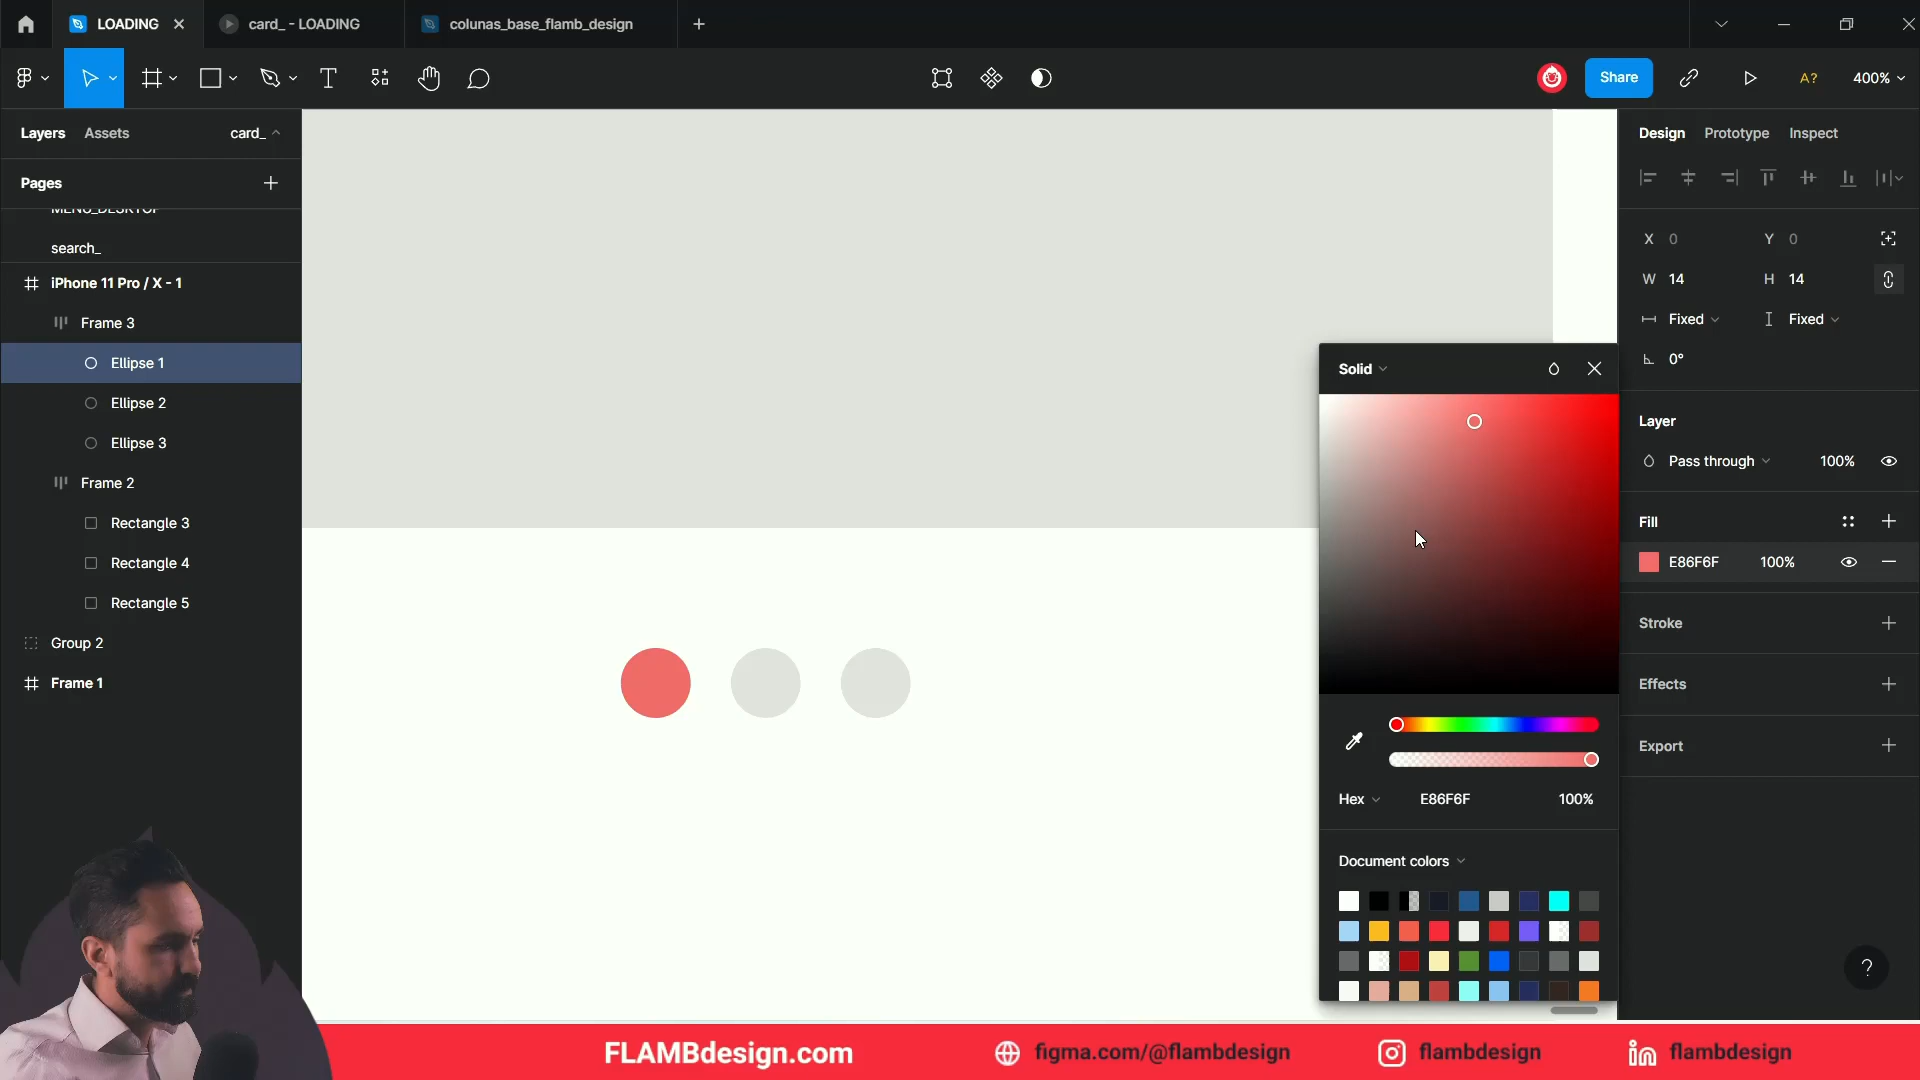 LOADING
card_ - LOADING
colunas_base_flamb_design
Share
A?
400%
Layers
Assets
card_
Pages
MENU_DESKTOP
search_
iPhone 11 Pro / X - 1
Frame 3
Ellipse 1
Ellipse 2
Ellipse 3
Frame 2
Rectangle 3
Rectangle 4
Rectangle 5
Group 2
Frame 1
Solid
Hex
E86F6F
100%
Document colors
Design
Prototype
Inspect
X 0
Y 0
W 14
H 14
Fixed
Fixed
0°
Layer
Pass through
100%
Fill
E86F6F
100%
Stroke
Effects
Export
?
FLAMBdesign.com
figma.com/@flambdesign
flambdesign
flambdesign